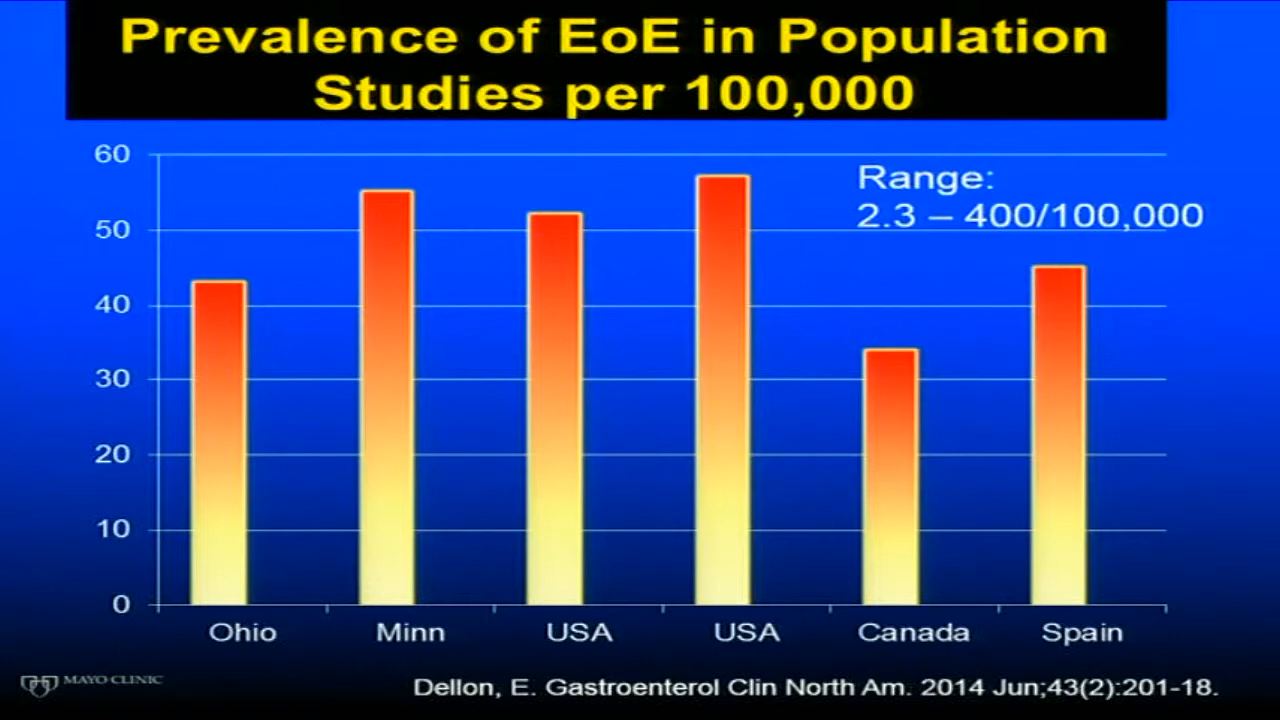 Prevalence of EoE in Population
Studies per 100,000
60
50
40
30
20
10
0
Range:
2.3 – 400/100,000
Ohio Minn USA USA Canada Spain
MAYO CLINIC
Dellon, E. Gastroenterol Clin North Am. 2014 Jun;43(2):201-18.